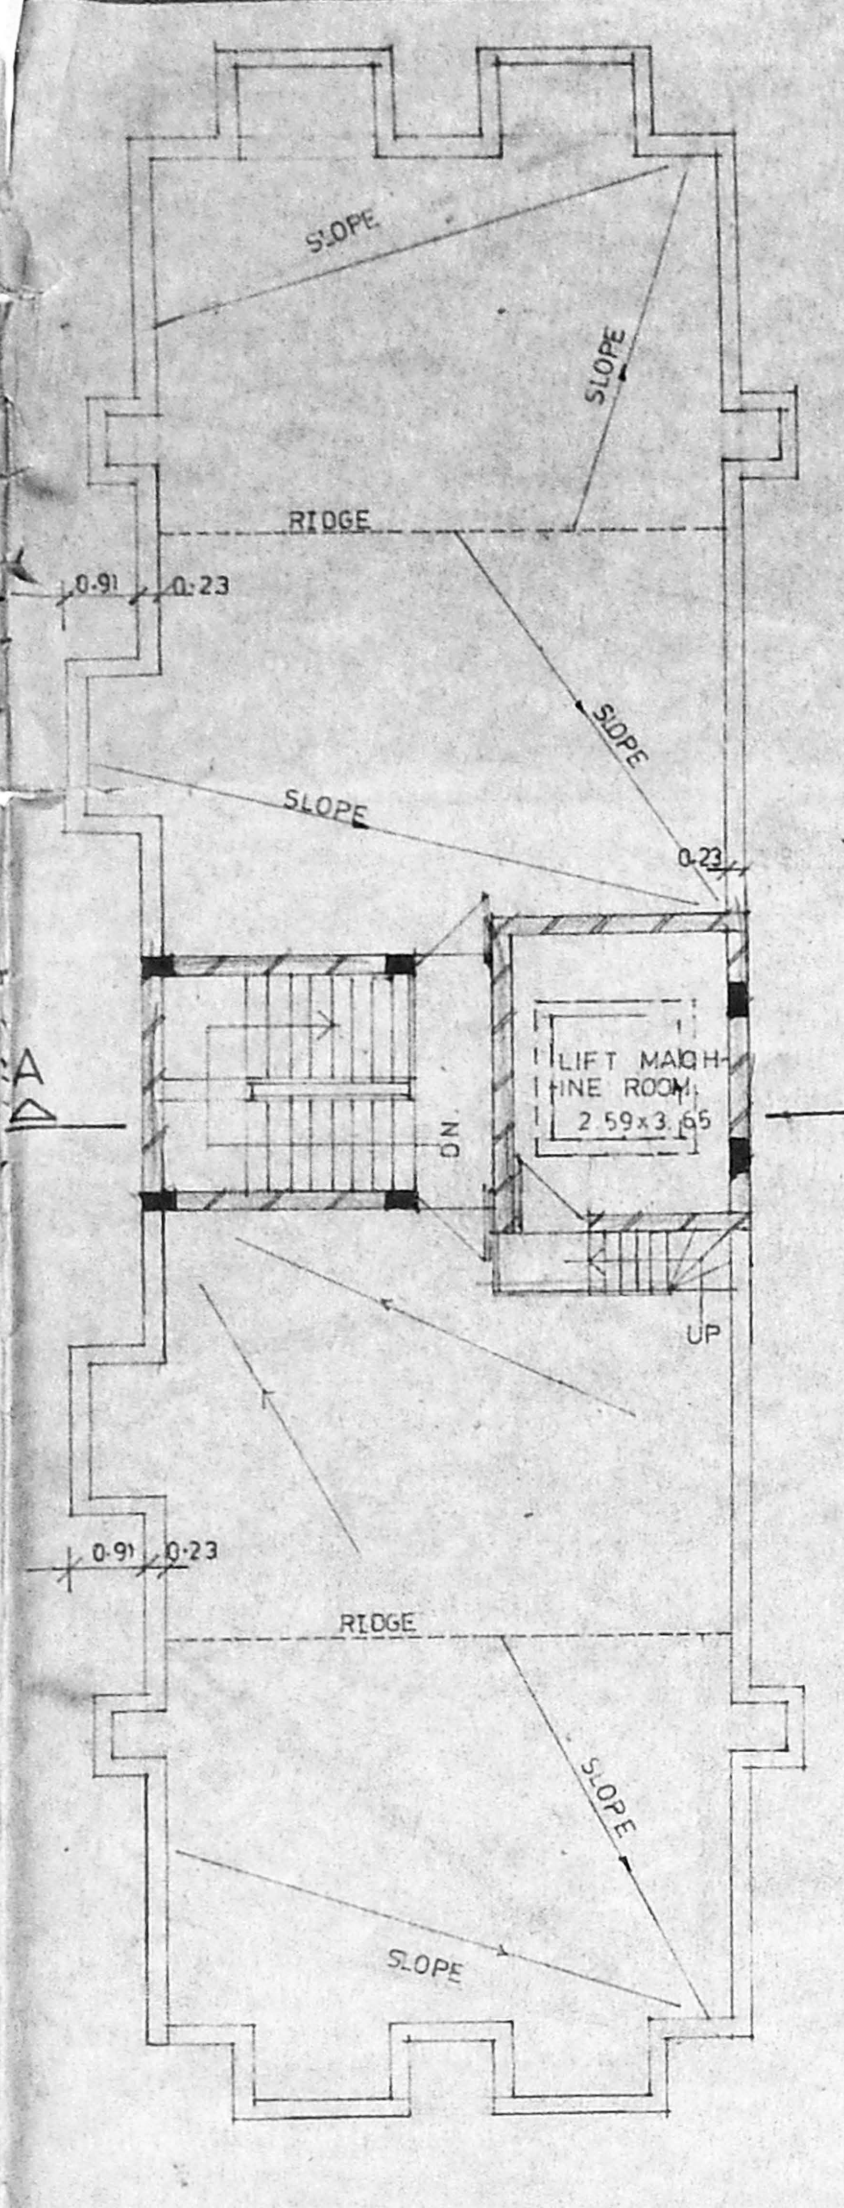 SLOPE
SLOPE
RIDGE
0.91 0.23
SLOPE
SLOPE
0.23
A
LIFT MACH-
INE ROOM
2.59x3.65
DN.
UP
0.91 0.23
RIDGE
SLOPE
SLOPE